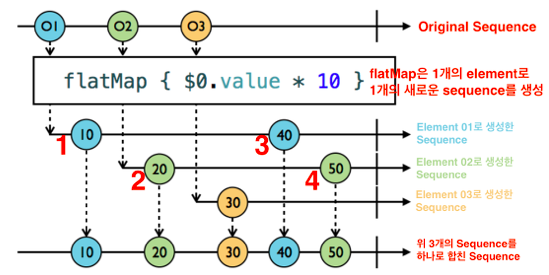 O1
O2
O3
Original Sequence
flatMap { $0.value * 10 }
flatMap은 1개의 element로
1개의 새로운 sequence를 생성
1
10
3
40
Element 01로 생성한
Sequence
2
20
4
50
Element 02로 생성한
Sequence
30
Element 03로 생성한
Sequence
10
20
30
40
50
위 3개의 Sequence를
하나로 합친 Sequence